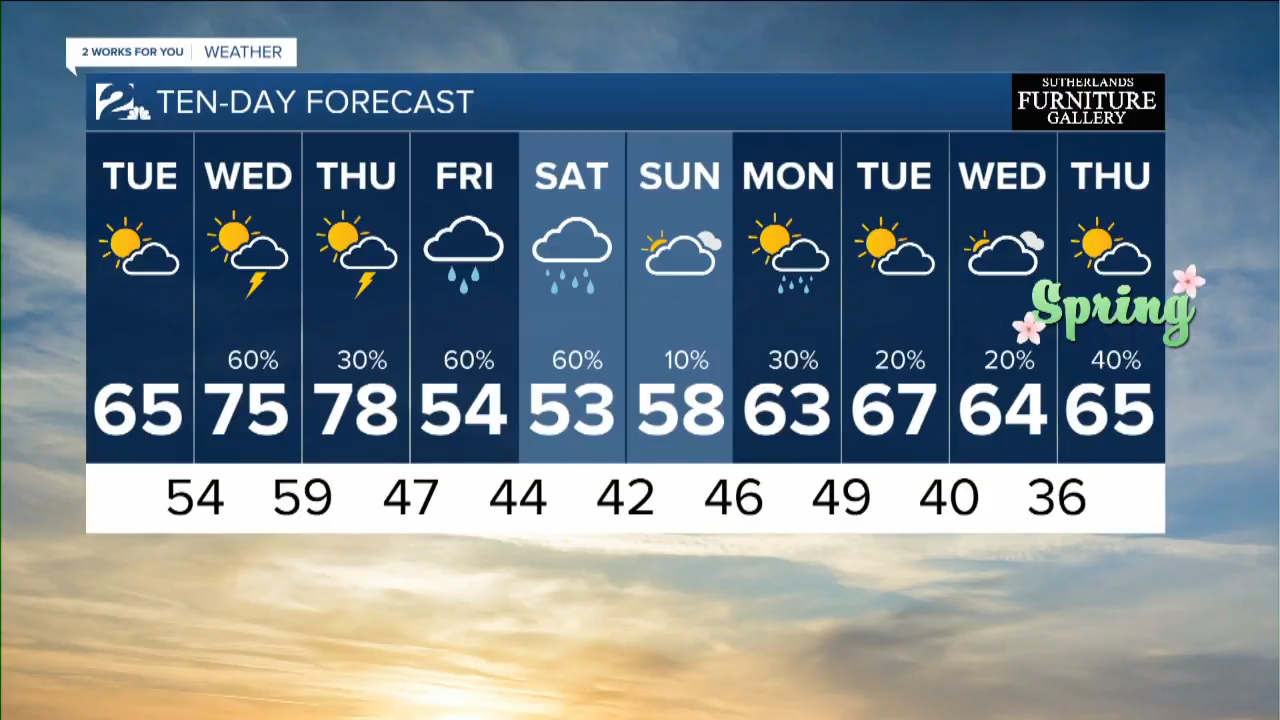 2 WORKS FOR YOU | WEATHER
2 TEN-DAY FORECAST
SUTHERLANDS
FURNITURE
GALLERY
TUE WED THU FRI SAT SUN MON TUE WED THU
Spring
60% 30% 60% 60% 10% 30% 20% 20% 40%
65 75 78 54 53 58 63 67 64 65
54 59 47 44 42 46 49 40 36